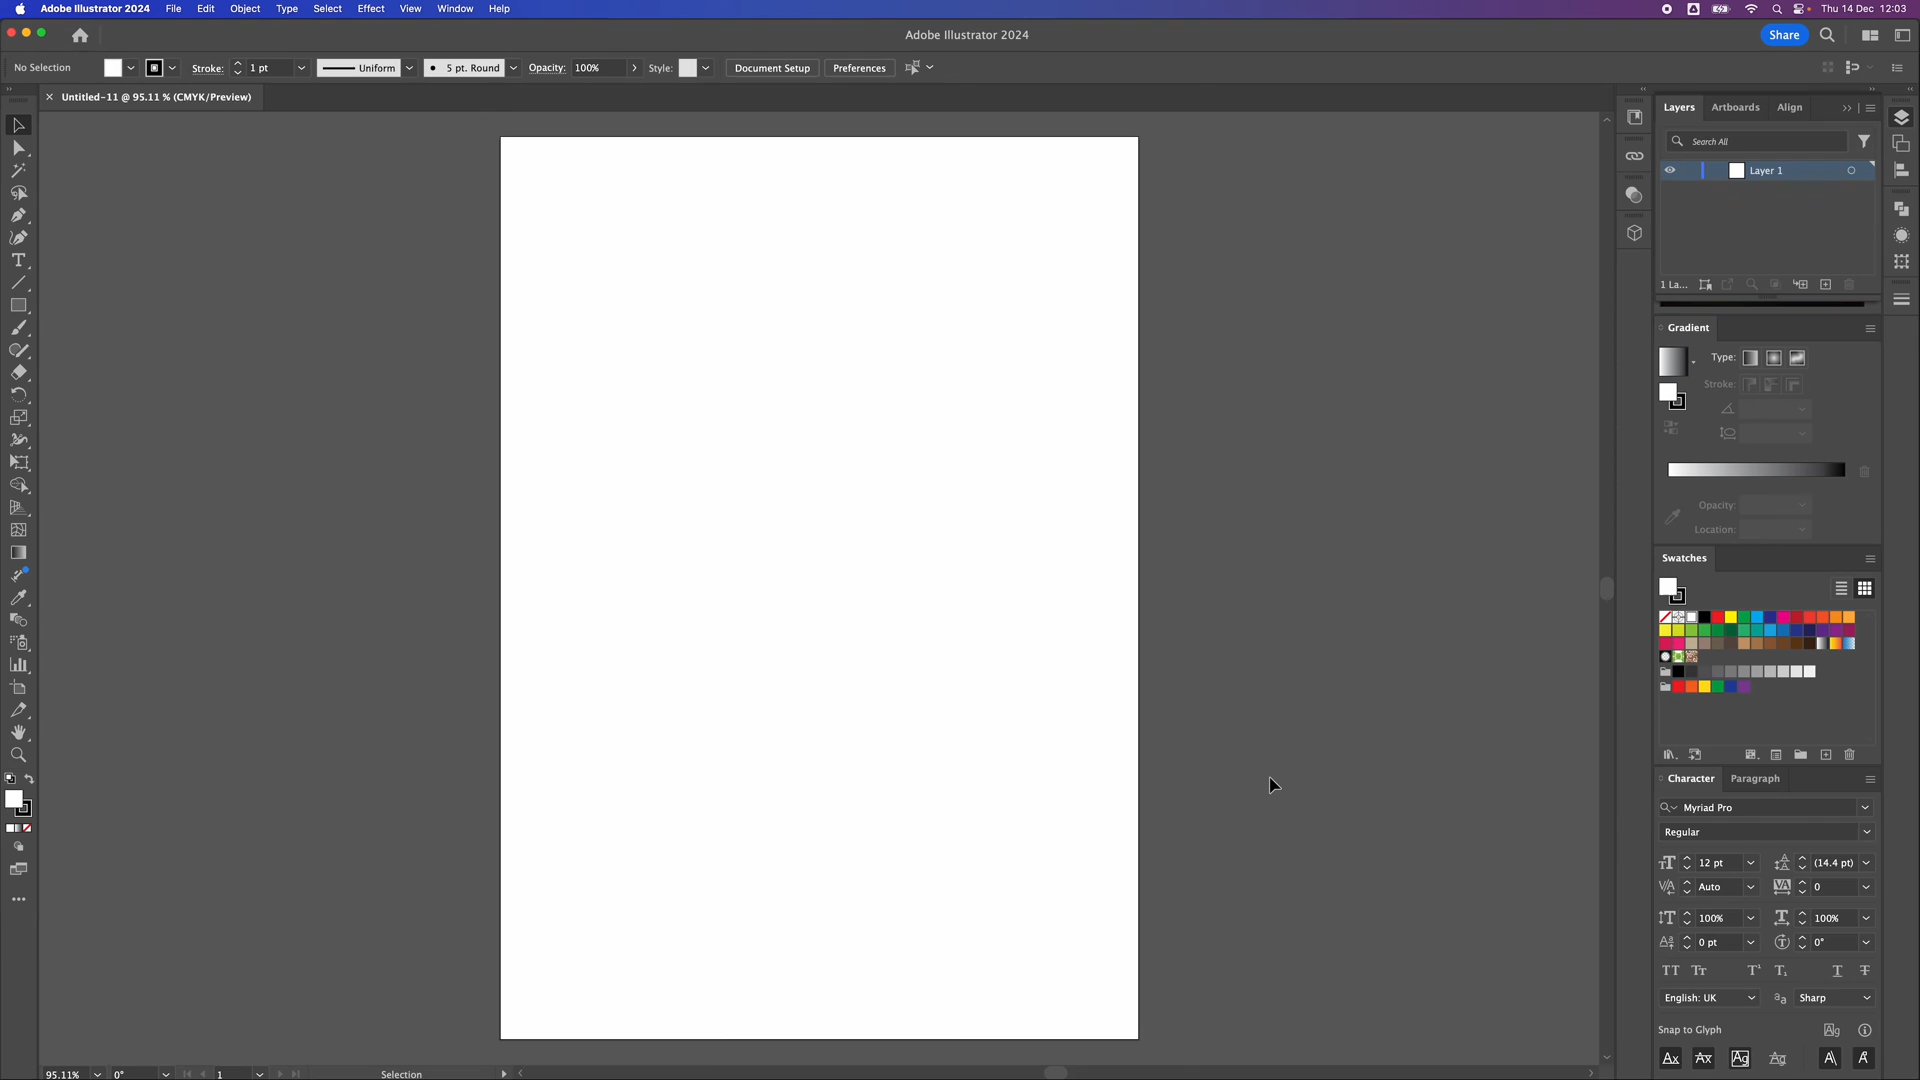 Adobe Illustrator 2024 File Edit Object Type Select Effect View Window Help Thu 14 Dec 12:03
Adobe Illustrator 2024 Share
No Selection Stroke: 1 pt Uniform 5 pt. Round Opacity: 100% Style: Document Setup Preferences
Untitled-11 @ 95.11 % (CMYK/Preview)
Layers Artboards Align
Search All
Layer 1
1 La...
Gradient
Type:
Stroke:
Opacity:
Location:
Swatches
Character Paragraph
Myriad Pro
Regular
12 pt (14.4 pt)
Auto 0
100% 100%
0 pt 0°
English: UK Sharp
Snap to Glyph
95.11% 0° 1 Selection